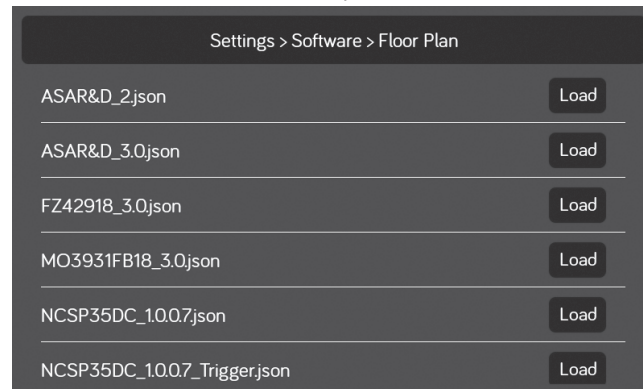 Settings > Software > Floor Plan
ASAR&D_2.json Load
ASAR&D_3.0.json Load
FZ42918_3.0.json Load
MO3931FB18_3.0.json Load
NCSP35DC_1.0.0.7.json Load
NCSP35DC_1.0.0.7_Trigger.json Load